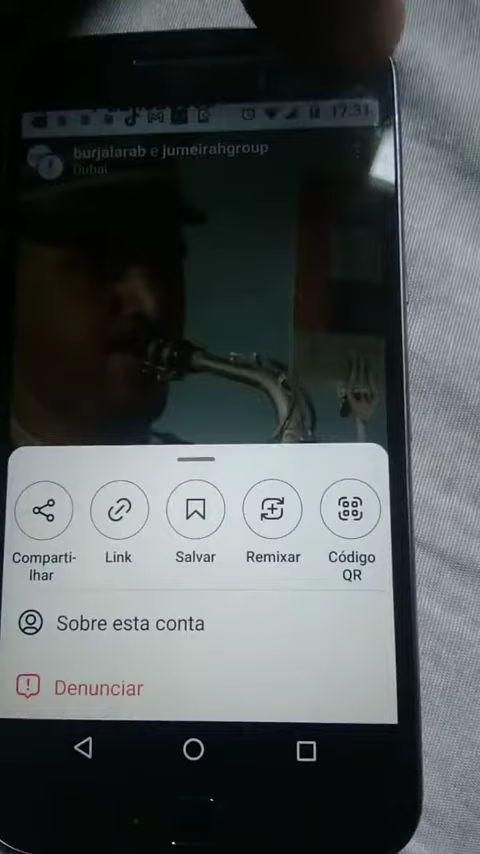 17:31
burjalarab e jumeirahgroup
Dubai
Comparti-
lhar
Link
Salvar
Remixar
Código
QR
Sobre esta conta
Denunciar